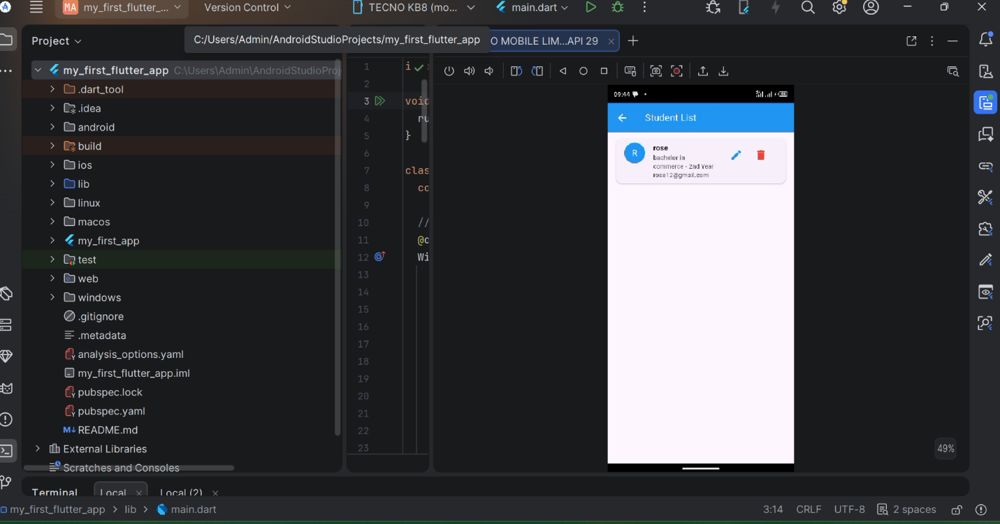 MA my_first_flutter_... Version Control TECNO KB8 (mo... main.dart
Project
C:/Users/Admin/AndroidStudioProjects/my_first_flutter_app
O MOBILE LIM...API 29
my_first_flutter_app C:\Users\Admin\AndroidStudioProj
.dart_tool
.idea
android
build
ios
lib
linux
macos
my_first_app
test
web
windows
.gitignore
.metadata
analysis_options.yaml
my_first_flutter_app.iml
pubspec.lock
pubspec.yaml
README.md
External Libraries
Scratches and Consoles
1 i
2
3 void
4 ru
5 }
6
7 clas
8 co
9
10 //
11 @o
12 Wi
13
14
15
16
17
18
19
20
21
22
23
09:44
Student List
R
rose
bachelor in
commerce - 2nd Year
rose12@gmail.com
49%
Terminal Local Local (2)
my_first_flutter_app > lib > main.dart 3:14 CRLF UTF-8 2 spaces